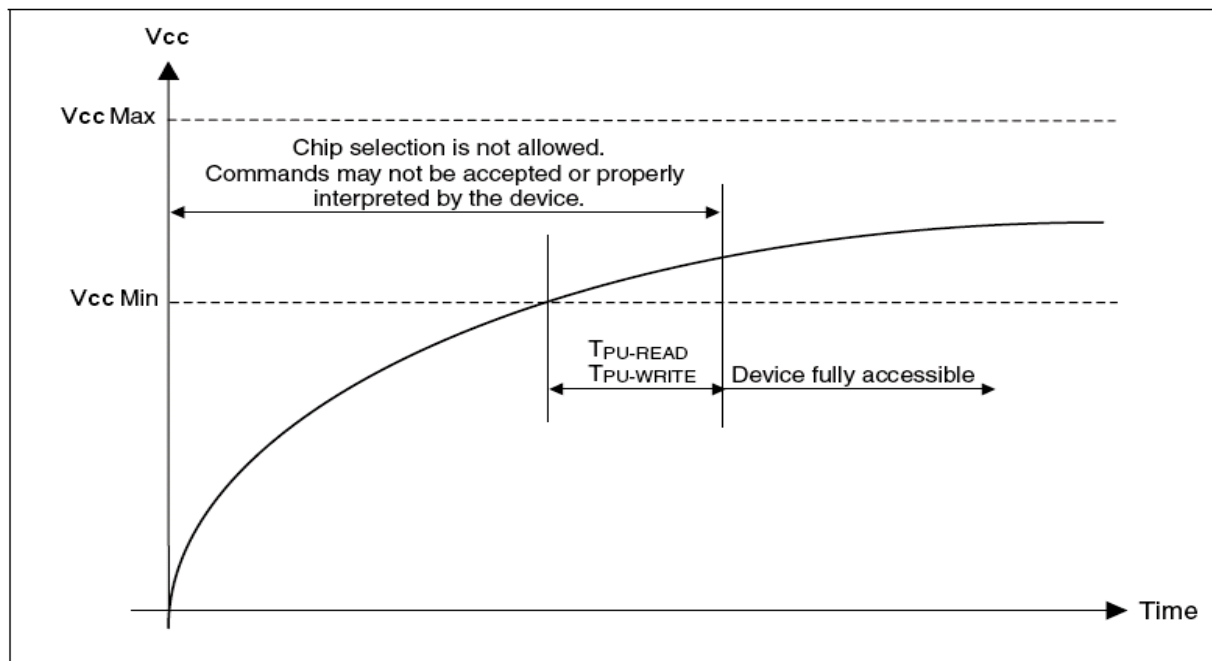 Vcc
Vcc Max
Chip selection is not allowed.
Commands may not be accepted or properly
interpreted by the device.
Vcc Min
TPU-READ
TPU-WRITE
Device fully accessible
Time